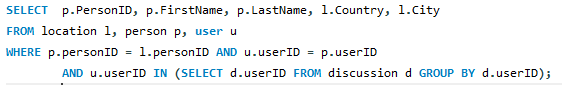 SELECT p.PersonID, p.FirstName, p.LastName, l.Country, l.City
FROM location l, person p, user u
WHERE p.personID = l.personID AND u.userID = p.userID
AND u.userID IN (SELECT d.userID FROM discussion d GROUP BY d.userID);